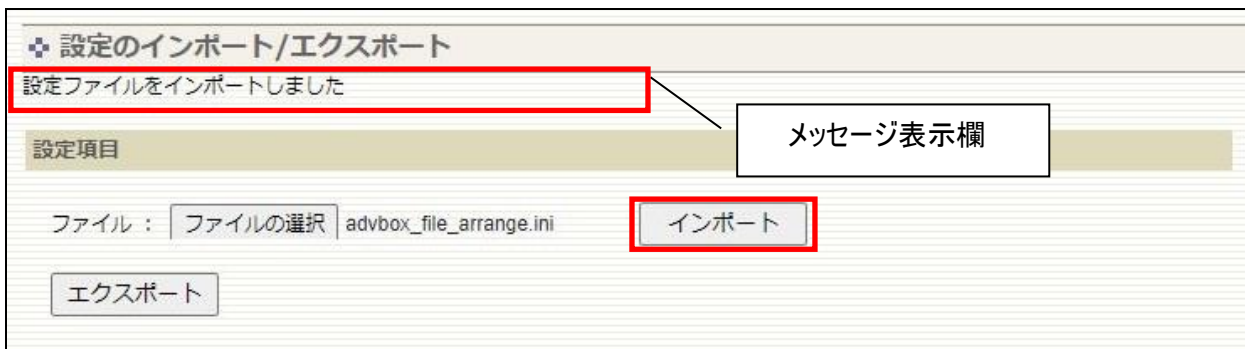 設定のインポート/エクスポート
設定ファイルをインポートしました
メッセージ表示欄
設定項目
ファイル : ファイルの選択 advbox_file_arrange.ini インポート
エクスポート